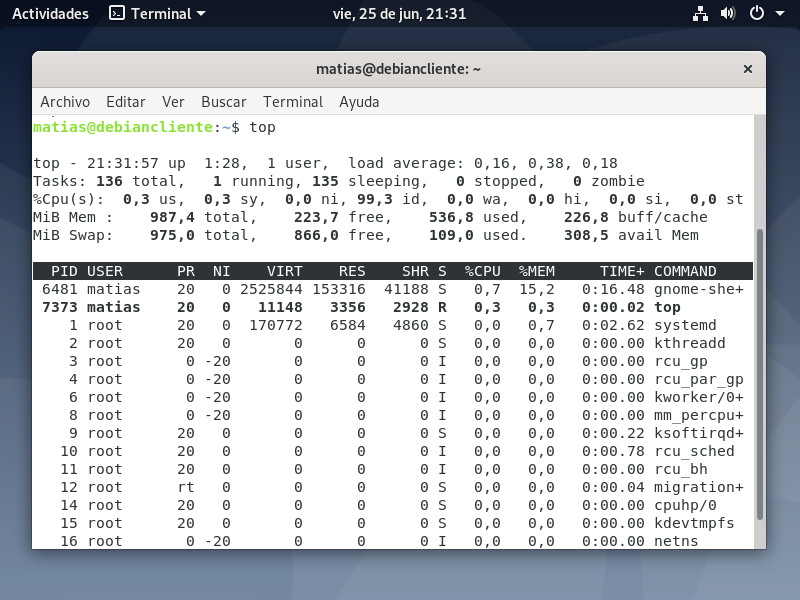 Actividades Terminal vie, 25 de jun, 21:31
matias@debiancliente: ~ ×
Archivo Editar Ver Buscar Terminal Ayuda
matias@debiancliente:~$ top
top - 21:31:57 up  1:28,  1 user,  load average: 0,16, 0,38, 0,18
Tasks: 136 total,   1 running, 135 sleeping,   0 stopped,   0 zombie
%Cpu(s):  0,3 us,  0,3 sy,  0,0 ni, 99,3 id,  0,0 wa,  0,0 hi,  0,0 si,  0,0 st
MiB Mem :    987,4 total,    223,7 free,    536,8 used,    226,8 buff/cache
MiB Swap:    975,0 total,    866,0 free,    109,0 used.    308,5 avail Mem
  PID USER      PR  NI    VIRT    RES    SHR S  %CPU  %MEM     TIME+ COMMAND
 6481 matias    20   0 2525844 153316  41188 S   0,7  15,2   0:16.48 gnome-she+
 7373 matias    20   0   11148   3356   2928 R   0,3   0,3   0:00.02 top
    1 root      20   0  170772   6584   4860 S   0,0   0,7   0:02.62 systemd
    2 root      20   0       0      0      0 S   0,0   0,0   0:00.00 kthreadd
    3 root       0 -20       0      0      0 I   0,0   0,0   0:00.00 rcu_gp
    4 root       0 -20       0      0      0 I   0,0   0,0   0:00.00 rcu_par_gp
    6 root       0 -20       0      0      0 I   0,0   0,0   0:00.00 kworker/0+
    8 root       0 -20       0      0      0 I   0,0   0,0   0:00.00 mm_percpu+
    9 root      20   0       0      0      0 S   0,0   0,0   0:00.22 ksoftirqd+
   10 root      20   0       0      0      0 I   0,0   0,0   0:00.78 rcu_sched
   11 root      20   0       0      0      0 I   0,0   0,0   0:00.00 rcu_bh
   12 root      rt   0       0      0      0 S   0,0   0,0   0:00.04 migration+
   14 root      20   0       0      0      0 S   0,0   0,0   0:00.00 cpuhp/0
   15 root      20   0       0      0      0 S   0,0   0,0   0:00.00 kdevtmpfs
   16 root       0 -20       0      0      0 I   0,0   0,0   0:00.00 netns